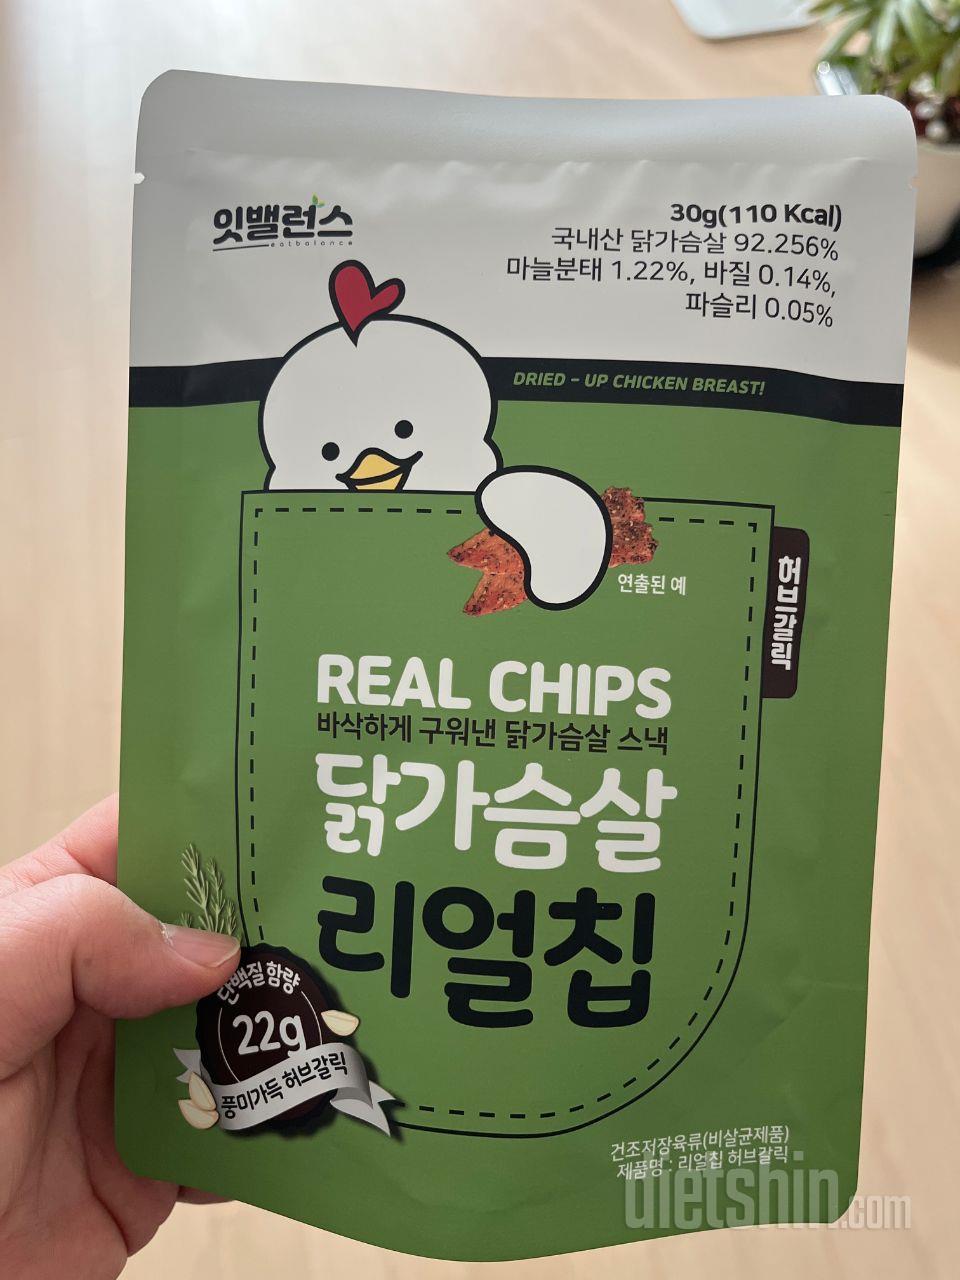 잇밸런스
eatbalance
30g(110 Kcal)
국내산 닭가슴살 92.256%
마늘분태 1.22%, 바질 0.14%,
파슬리 0.05%
DRIED - UP CHICKEN BREAST!
연출된 예
허브갈릭
REAL CHIPS
바삭하게 구워낸 닭가슴살 스낵
닭가슴살
리얼칩
단백질 함량
22g
풍미가득 허브갈릭
건조저장육류(비살균제품)
제품명 : 리얼칩 허브갈릭
dietshin.com